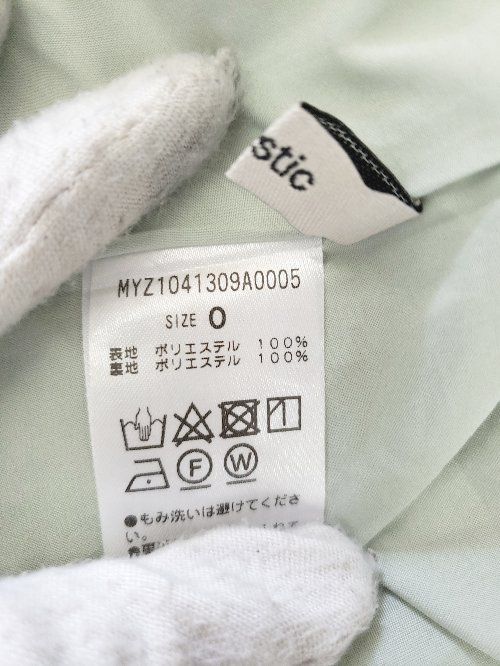 stic
MYZ1041309A0005
SIZE 0
表地 ポリエステル 100%
裏地 ポリエステル 100%
F
W
●もみ洗いは避けてくださ
い。